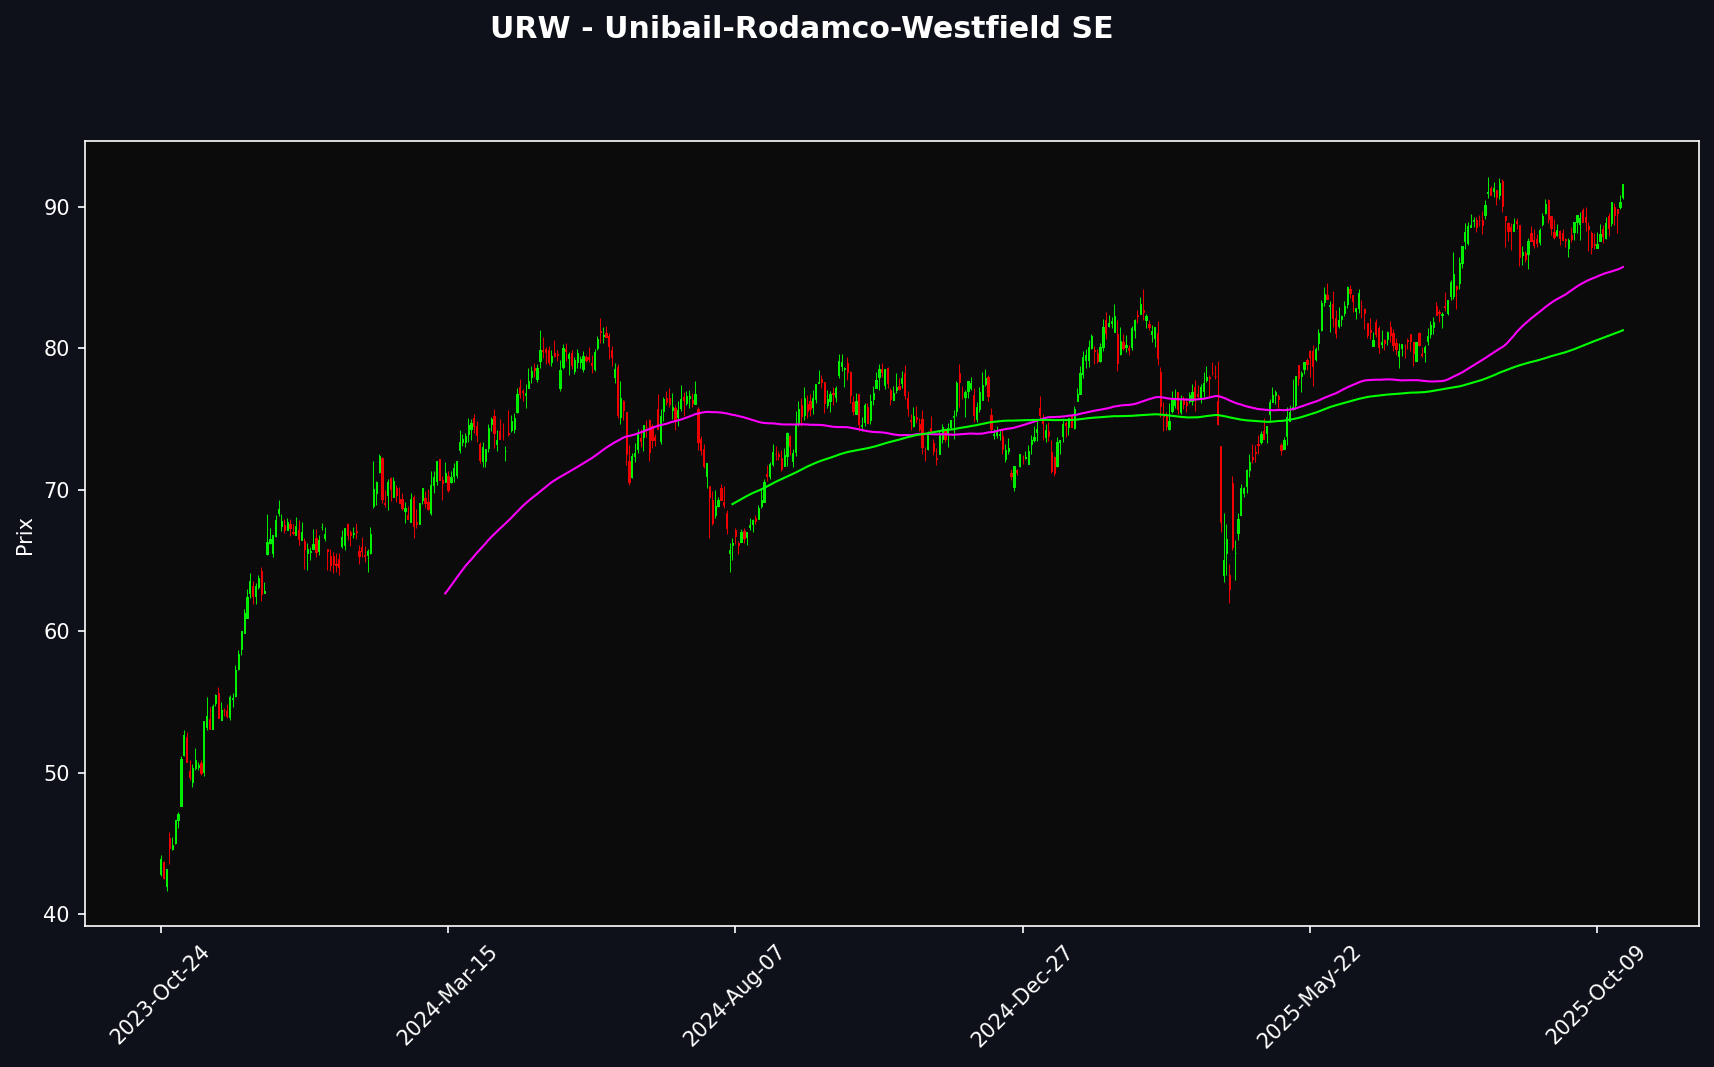 URW - Unibail-Rodamco-Westfield SE
Prix
90
80
70
60
50
40
2023-Oct-24
2024-Mar-15
2024-Aug-07
2024-Dec-27
2025-May-22
2025-Oct-09